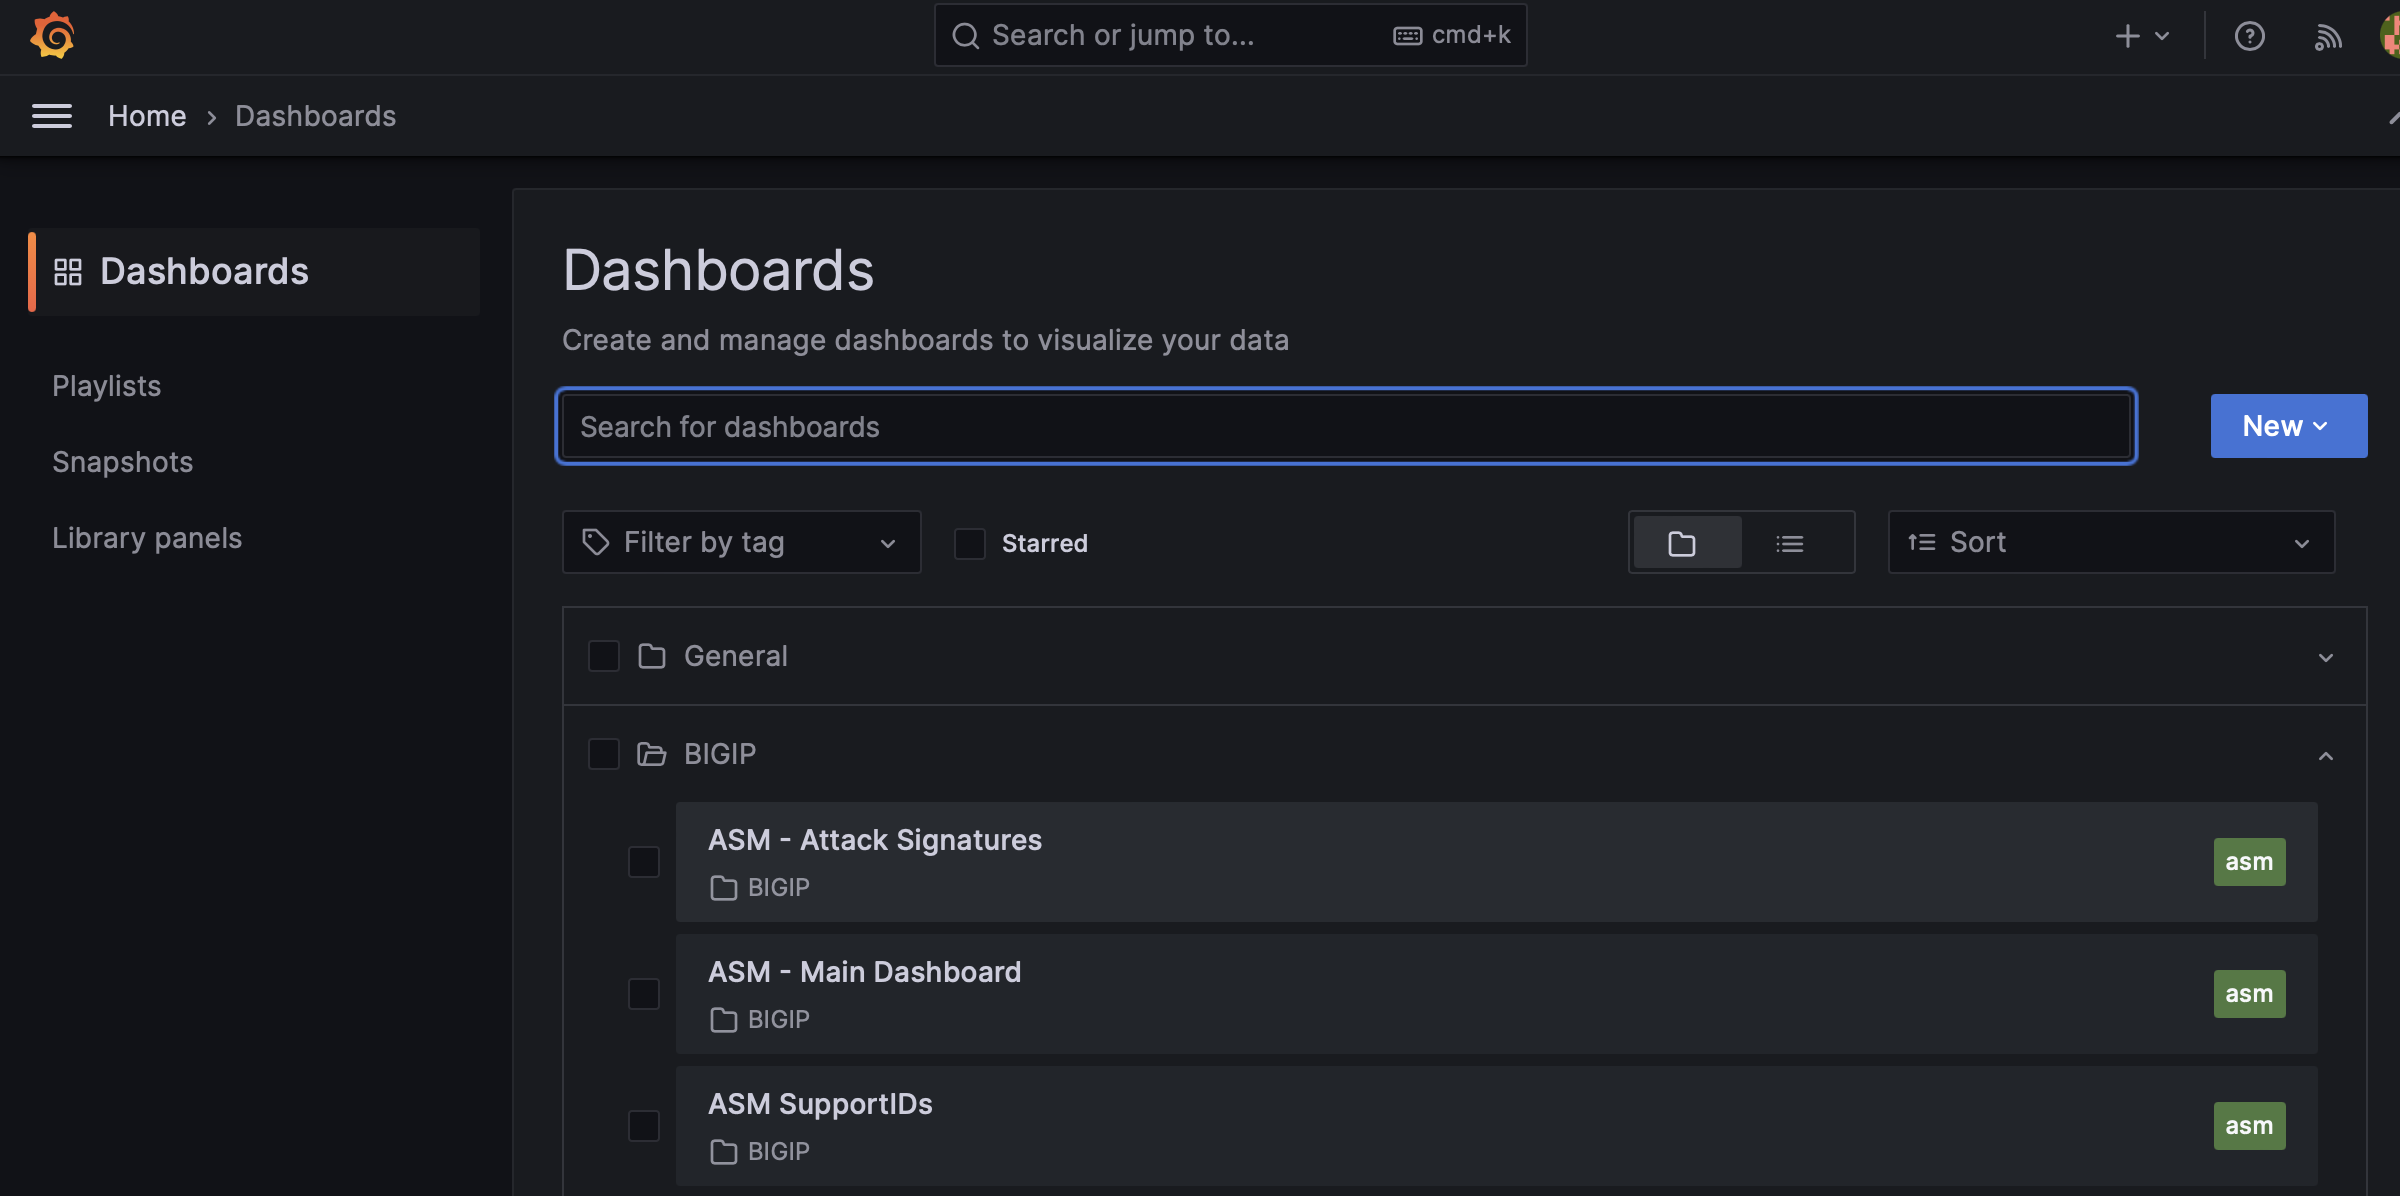 Search or jump to... cmd+k
Home › Dashboards
Dashboards
Playlists
Snapshots
Library panels
Dashboards
Create and manage dashboards to visualize your data
Search for dashboards
New
Filter by tag
Starred
Sort
General
BIGIP
ASM - Attack Signatures
BIGIP
asm
ASM - Main Dashboard
BIGIP
asm
ASM SupportIDs
BIGIP
asm